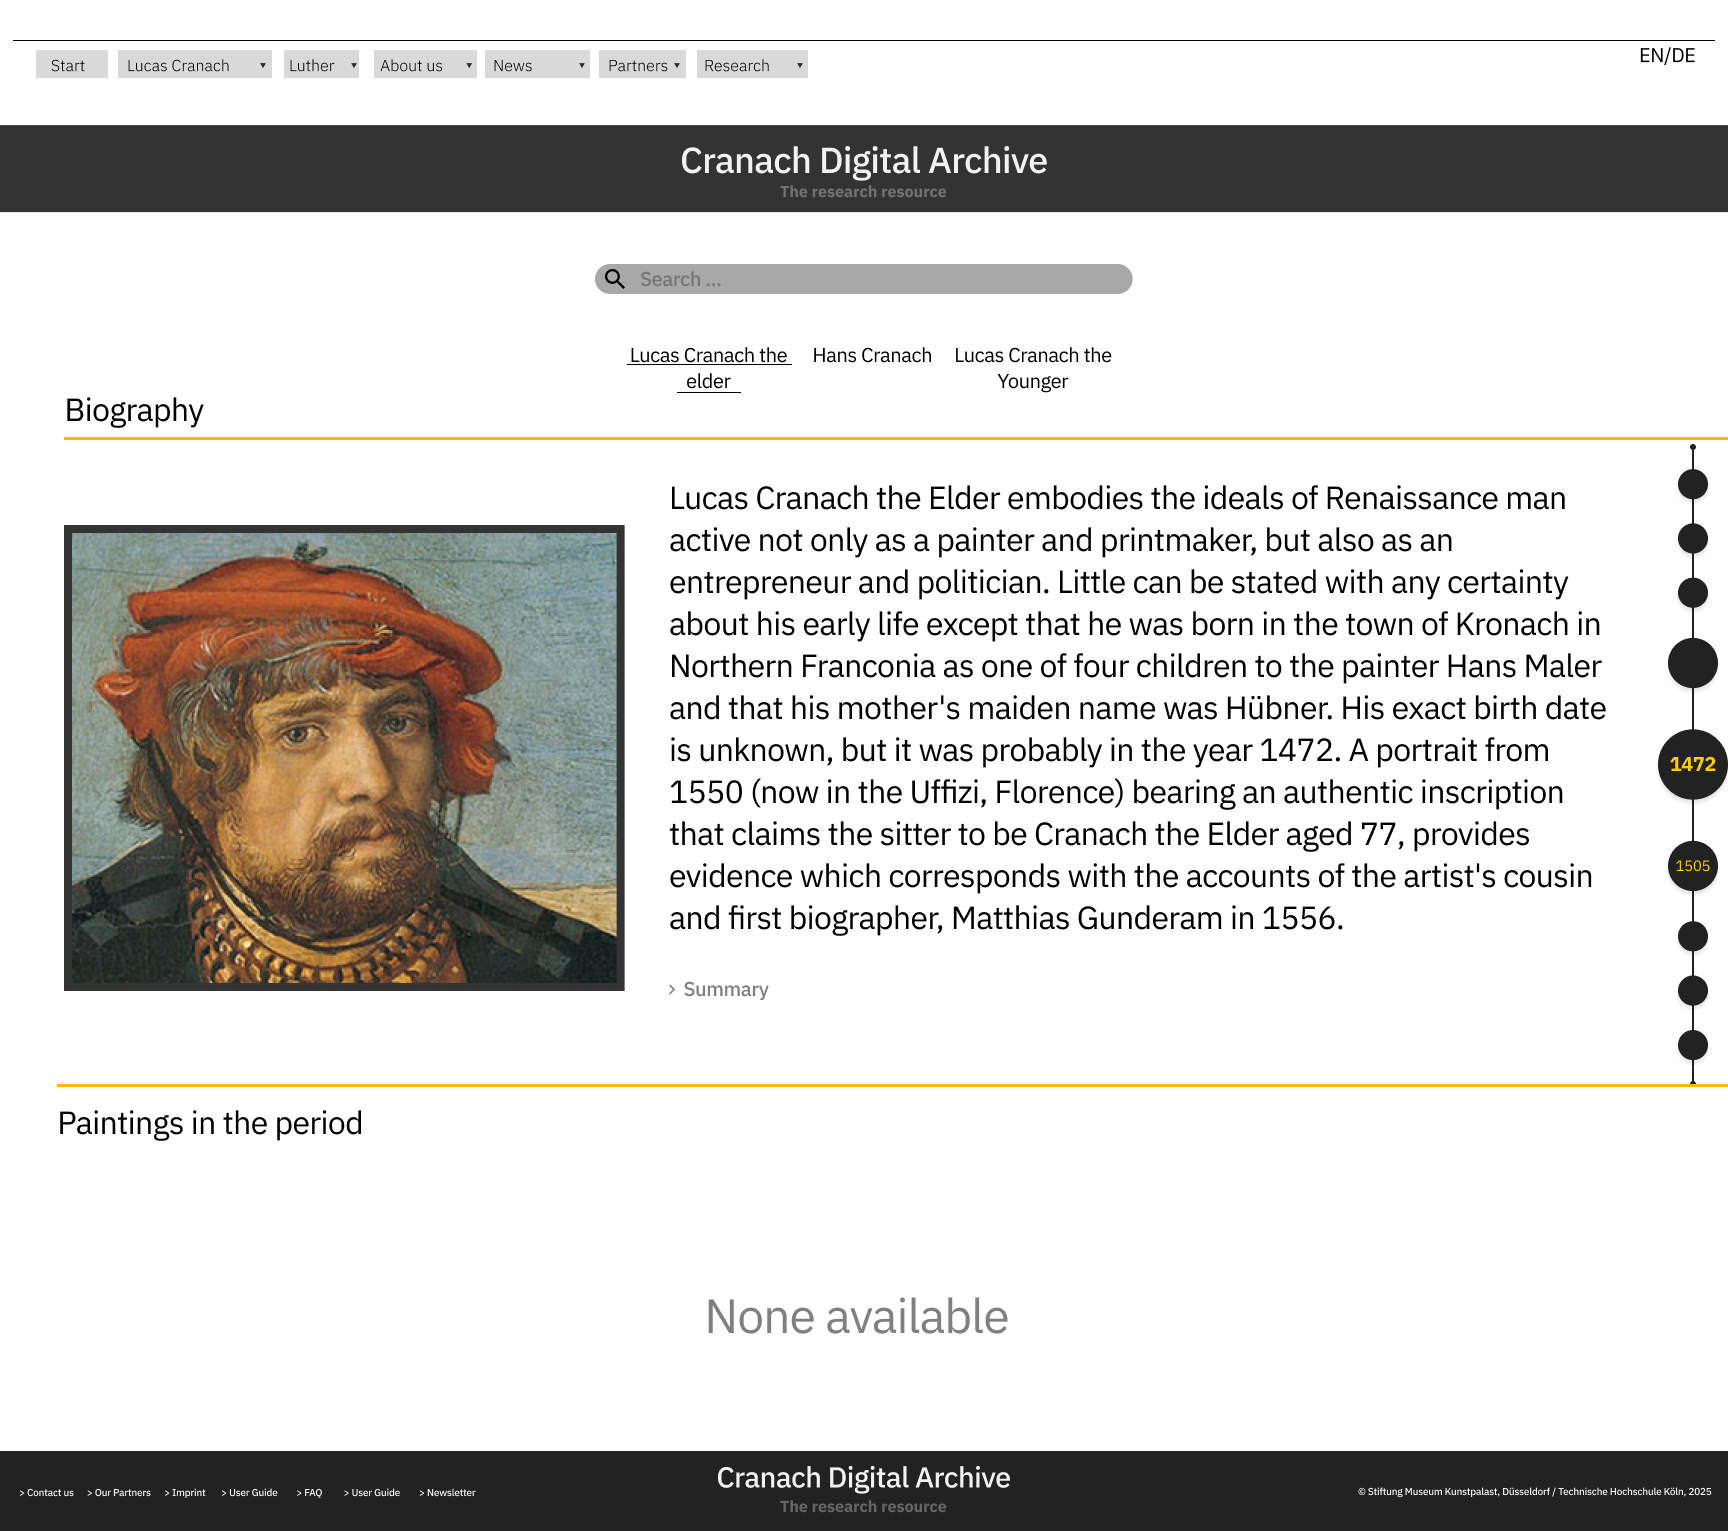 Start Lucas Cranach ▾ Luther ▾ About us ▾ News ▾ Partners ▾ Research ▾
EN/DE
Cranach Digital Archive
The research resource
Search ...
Lucas Cranach the elder
Hans Cranach
Lucas Cranach the Younger
Biography
Lucas Cranach the Elder embodies the ideals of Renaissance man
active not only as a painter and printmaker, but also as an
entrepreneur and politician. Little can be stated with any certainty
about his early life except that he was born in the town of Kronach in
Northern Franconia as one of four children to the painter Hans Maler
and that his mother's maiden name was Hübner. His exact birth date
is unknown, but it was probably in the year 1472. A portrait from
1550 (now in the Uffizi, Florence) bearing an authentic inscription
that claims the sitter to be Cranach the Elder aged 77, provides
evidence which corresponds with the accounts of the artist's cousin
and first biographer, Matthias Gunderam in 1556.
> Summary
1472
1505
Paintings in the period
None available
> Contact us > Our Partners > Imprint > User Guide > FAQ > User Guide > Newsletter
Cranach Digital Archive
The research resource
© Stiftung Museum Kunstpalast, Düsseldorf / Technische Hochschule Köln, 2025